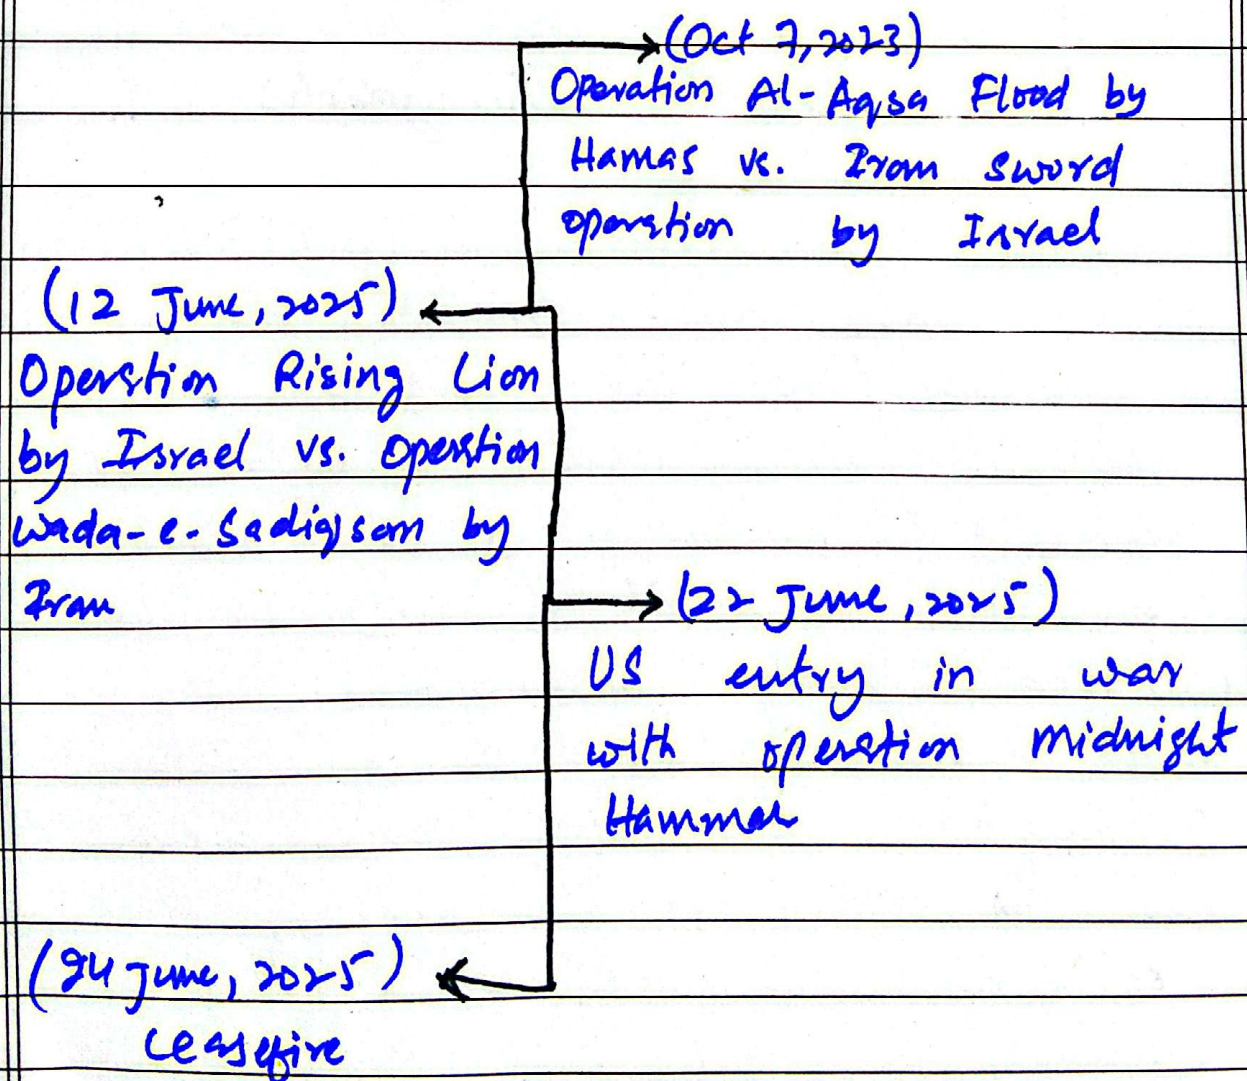 (Oct 7, 2023)
Operation Al-Aqsa Flood by
Hamas vs. Iron Sword
operation by Israel
(12 June, 2025)
Operation Rising Lion
by Israel vs. Operation
Wada-e-Sadiqsom by
Iran
(22 June, 2025)
US entry in war
with operation Midnight
Hammer
(24 June, 2025)
Ceasefire